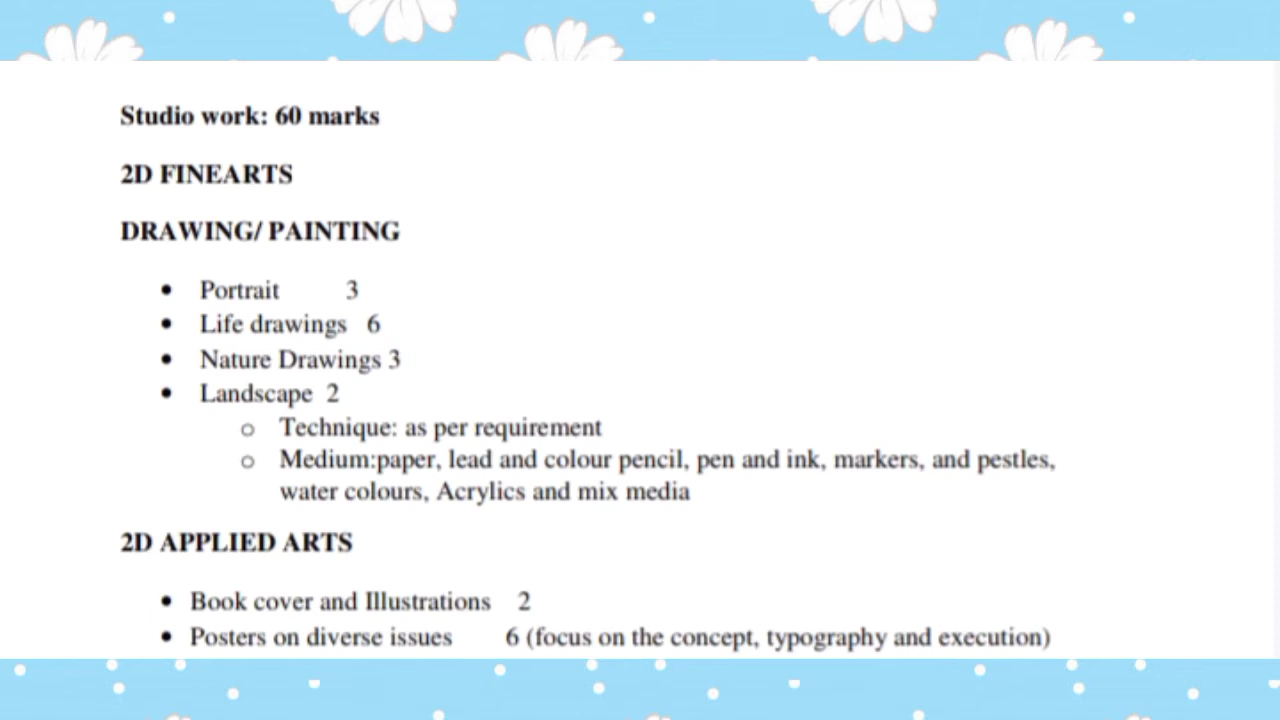 Studio work: 60 marks
2D FINEARTS
DRAWING/ PAINTING
• Portrait 3
• Life drawings 6
• Nature Drawings 3
• Landscape 2
o Technique: as per requirement
o Medium:paper, lead and colour pencil, pen and ink, markers, and pestles,
water colours, Acrylics and mix media
2D APPLIED ARTS
• Book cover and Illustrations 2
• Posters on diverse issues 6 (focus on the concept, typography and execution)